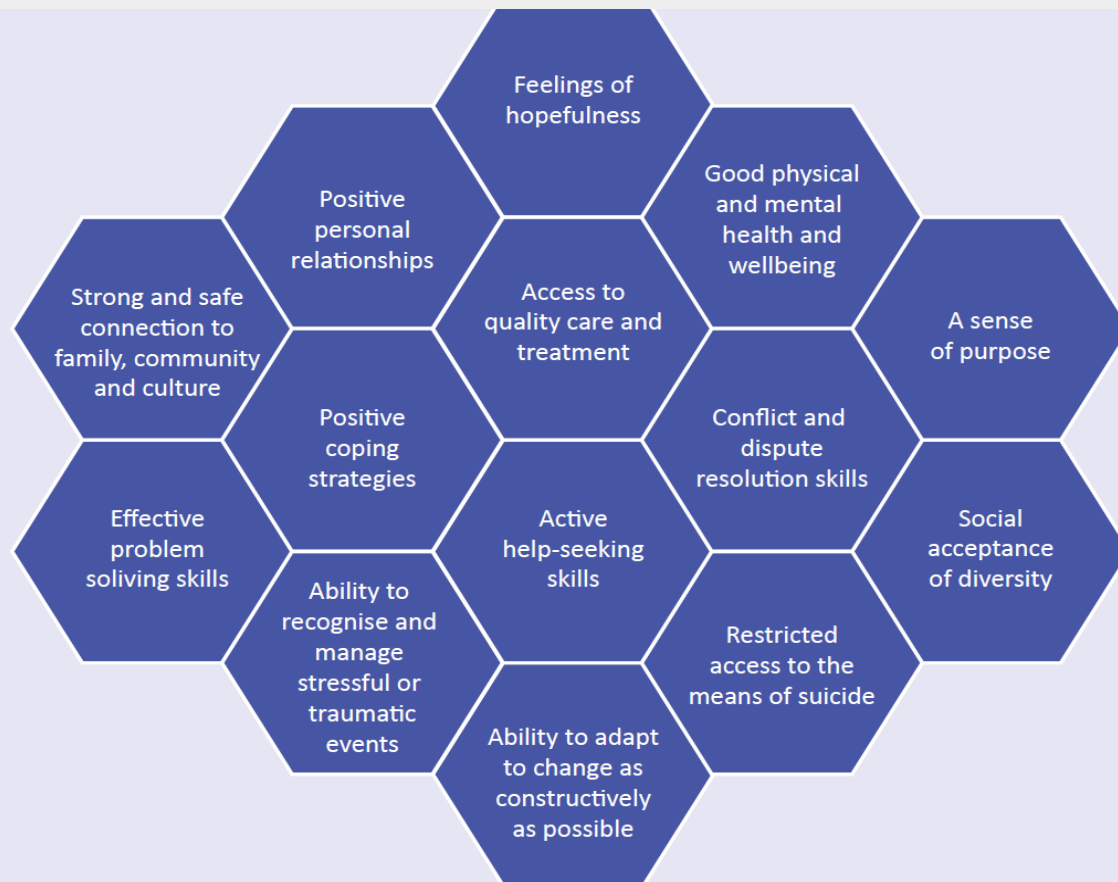 Feelings of
hopefulness
Positive
personal
relationships
Good physical
and mental
health and
wellbeing
Strong and safe
connection to
family, community
and culture
Access to
quality care and
treatment
A sense
of purpose
Positive
coping
strategies
Conflict and
dispute
resolution skills
Effective
problem
soliving skills
Active
help-seeking
skills
Social
acceptance
of diversity
Ability to
recognise and
manage
stressful or
traumatic
events
Restricted
access to the
means of suicide
Ability to adapt
to change as
constructively
as possible